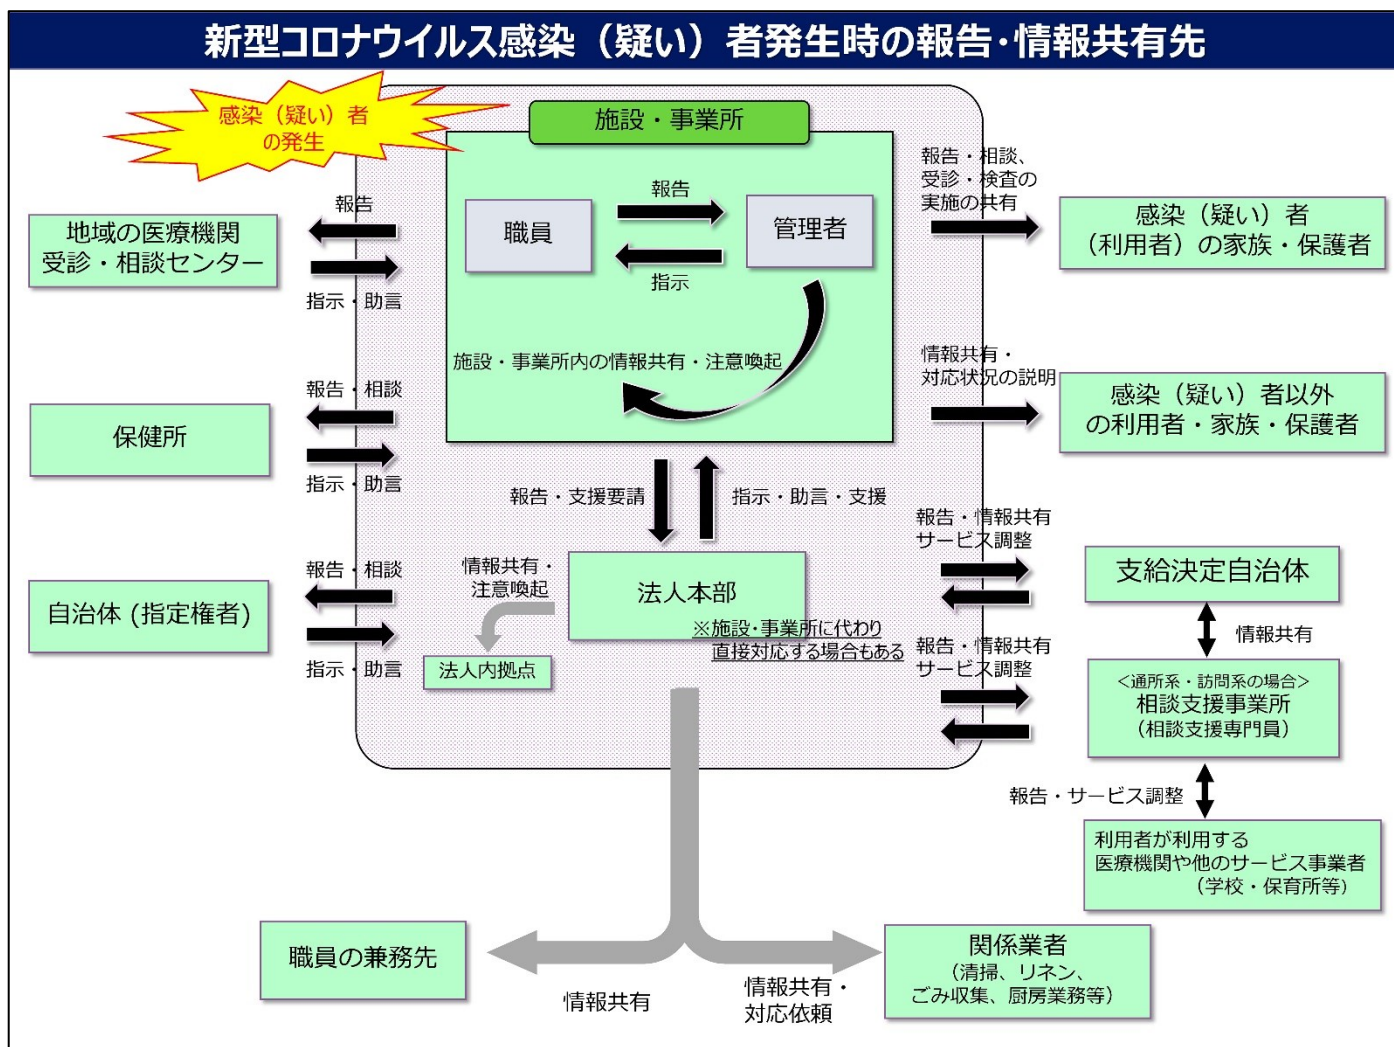 新型コロナウイルス感染（疑い）者発生時の報告･情報共有先
感染（疑い）者
の発生
施設・事業所
職員
報告
管理者
指示
施設・事業所内の情報共有・注意喚起
報告
地域の医療機関
受診・相談センター
指示・助言
報告・相談
保健所
指示・助言
報告・相談
自治体 (指定権者)
指示・助言
報告・相談、
受診・検査の
実施の共有
感染（疑い）者
（利用者）の家族・保護者
情報共有・
対応状況の説明
感染（疑い）者以外
の利用者・家族・保護者
報告・支援要請
指示・助言・支援
情報共有・
注意喚起
法人本部
※施設･事業所に代わり
直接対応する場合もある
法人内拠点
報告・情報共有
サービス調整
支給決定自治体
情報共有
報告・情報共有
サービス調整
＜通所系・訪問系の場合＞
相談支援事業所
（相談支援専門員）
報告・サービス調整
利用者が利用する
医療機関や他のサービス事業者
（学校・保育所等）
職員の兼務先
情報共有
情報共有・
対応依頼
関係業者
（清掃、リネン、
ごみ収集、厨房業務等）